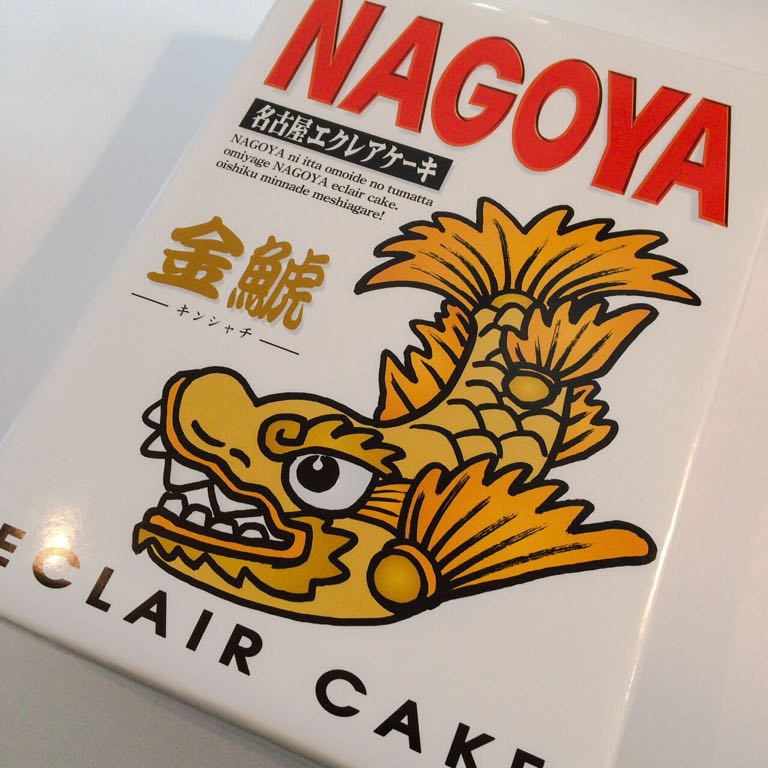 NAGOYA
名古屋エクレアケーキ
NAGOYA ni itta omoide no tumatta
omiyage NAGOYA eclair cake.
oishiku minnade meshiagare!
金鯱
キンシャチ
ECLAIR CAKE